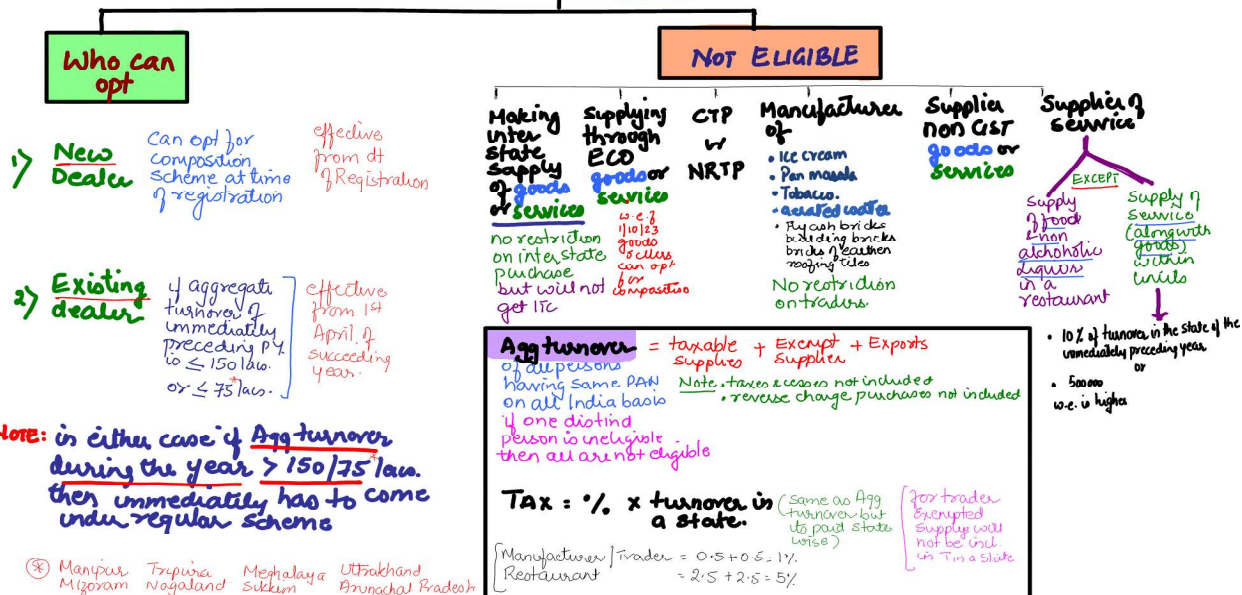 Who can
opt
NOT ELIGIBLE
1) New
Dealer
Can opt for
composition
scheme at time
of registration
effective
from dt
of Registration
2) Existing
dealer
if aggregate
turnover of
immediately
preceding PY
is ≤ 150 lacs.
or ≤ 75* lacs.
effective
from 1st
April of
succeeding
year.
NOTE: in either case if Agg turnover
during the year > 150/75* lacs.
then immediately has to come
under regular scheme
* Manipur Tripura Meghalaya Uttrakhand
Mizoram Nagaland Sikkim Arunachal Pradesh
Making
inter
state
supply
of goods
or services
no restriction
on interstate
purchase
but will not
get ITC
Supplying
through
ECO
goods or
services
w.e.f
1/10/23
goods
sellers
can opt
for
composition
CTP
or
NRTP
Manufacturer
of
• Ice cream
• Pan masala
• Tobacco.
• aerated water
• Fly ash bricks
building bricks
bricks of earthen
roofing tiles
No restriction
on traders.
Supplier
non GST
goods or
services
Supplier of
service
EXCEPT
Supply
of food
& non
alchoholic
liquor
in a
restaurant
Supply of
service
(alongwith
goods)
within
limits
• 10% of turnover in the state of the
immediately preceding year
or
• 500000
w.e. is higher
Agg turnover = taxable + Exempt + Exports
supplies supplier
of all persons
having same PAN
on all India basis
Note • taxes & cesses not included
• reverse change purchases not included
if one distind
person is ineligible
then all are not eligible
TAX = % x turnover in
a state.
(same as Agg
turnover but
its paid state
wise)
for trader
Exempted
supply will
not be incl.
in T in a state
Manufacturer / Trader = 0.5 + 0.5 = 1%
Restaurant = 2.5 + 2.5 = 5%